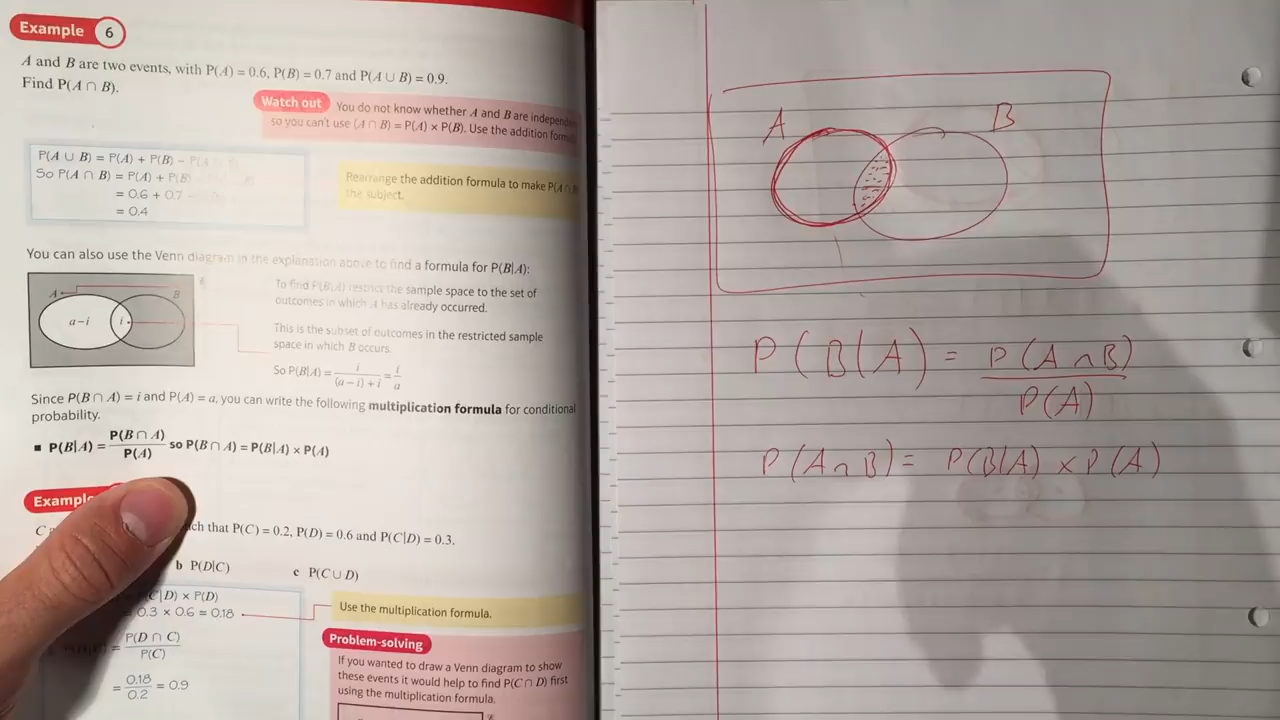 Example 6
A and B are two events, with P(A) = 0.6, P(B) = 0.7 and P(A ∪ B) = 0.9.
Find P(A ∩ B).
Watch out You do not know whether A and B are
so you can't use (A ∩ B) = P(A) × P(B). Use the addition
P(A ∪ B) = P(A) + P(B) –
So P(A ∩ B) = P(A) + P(B)
= 0.6 + 0.7
= 0.4
Rearrange the addition formula to make
the subject.
You can also use the Venn diagram in the explanation above to find a formula for P(B|A):
A
B
a–i
i
To find P(B|A) restrict the sample space to the set of
outcomes in which A has already occurred.
This is the subset of outcomes in the restricted sample
space in which B occurs.
So P(B|A) = i/((a – i) + i) = i/a
Since P(B ∩ A) = i and P(A) = a, you can write the following multiplication formula for conditional
probability.
■ P(B|A) = P(B ∩ A)/P(A) so P(B ∩ A) = P(B|A) × P(A)
Example
C
that P(C) = 0.2, P(D) = 0.6 and P(C|D) = 0.3.
b P(D|C)
c P(C ∪ D)
C|D) × P(D)
0.3 × 0.6 = 0.18
Use the multiplication formula.
= P(D ∩ C)/P(C)
= 0.18/0.2 = 0.9
Problem-solving
If you wanted to draw a Venn diagram to show
these events it would help to find P(C ∩ D) first
using the multiplication formula.
A
B
P(B|A) = P(A∩B)/P(A)
P(A∩B) = P(B|A) × P(A)